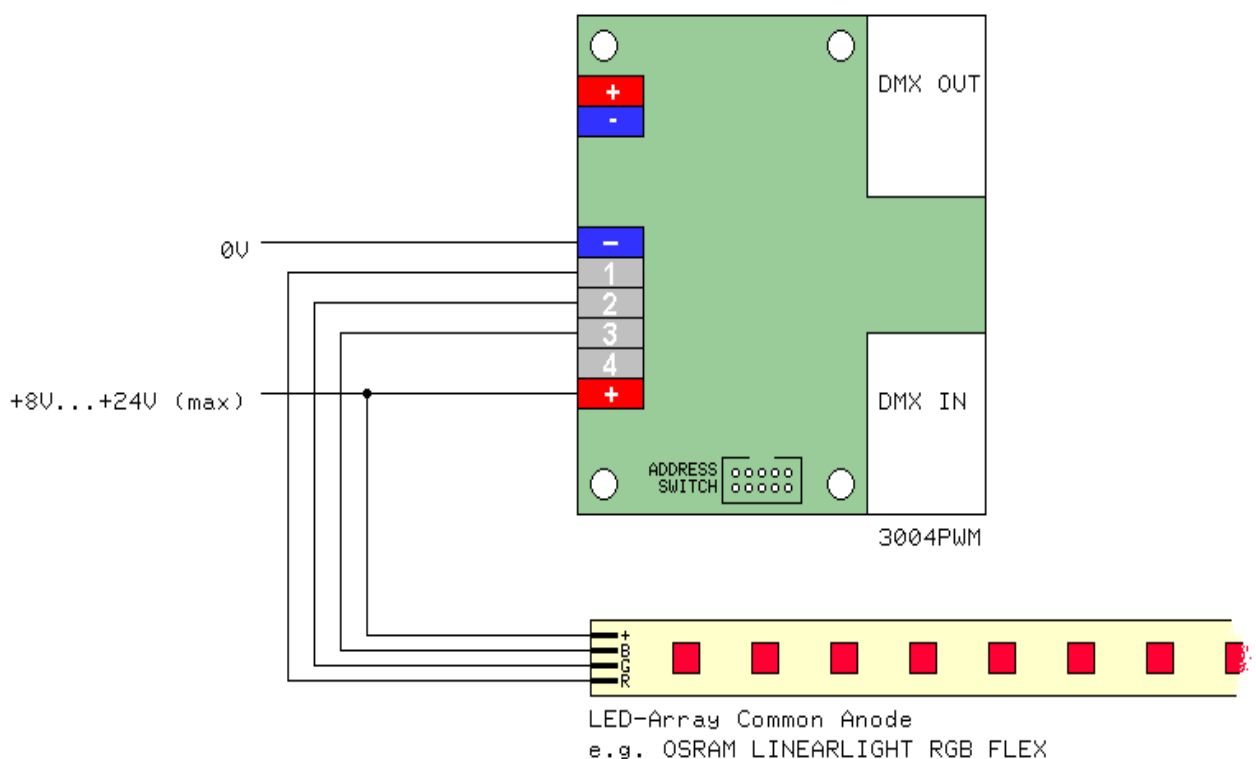 DMX OUT
+
-
0V
-
1
2
3
4
+8V...+24V (max)
+
DMX IN
ADDRESS
SWITCH
3004PWM
+
B
G
R
LED-Array Common Anode
e.g. OSRAM LINEARLIGHT RGB FLEX